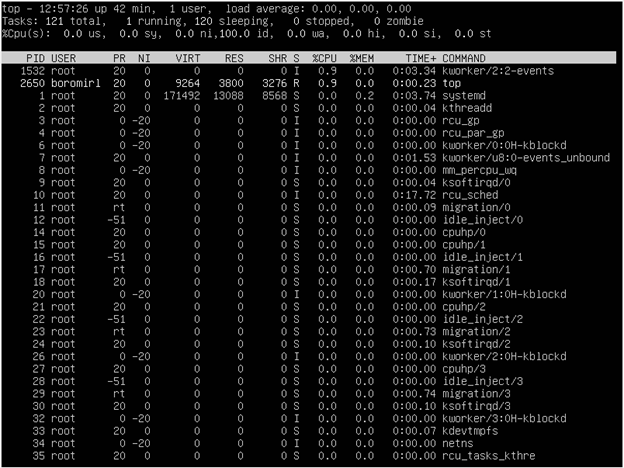 top - 12:57:26 up 42 min,  1 user,  load average: 0.00, 0.00, 0.00
Tasks: 121 total,   1 running, 120 sleeping,   0 stopped,   0 zombie
%Cpu(s):  0.0 us,  0.0 sy,  0.0 ni,100.0 id,  0.0 wa,  0.0 hi,  0.0 si,  0.0 st
PID USER PR NI VIRT RES SHR S %CPU %MEM TIME+ COMMAND
1532 root 20 0 0 0 0 I 0.9 0.0 0:03.34 kworker/2:2-events
2650 boromirl 20 0 9264 3800 3276 R 0.9 0.0 0:00.23 top
1 root 20 0 171492 13088 8568 S 0.0 0.2 0:03.74 systemd
2 root 20 0 0 0 0 S 0.0 0.0 0:00.04 kthreadd
3 root 0 -20 0 0 0 I 0.0 0.0 0:00.00 rcu_gp
4 root 0 -20 0 0 0 I 0.0 0.0 0:00.00 rcu_par_gp
6 root 0 -20 0 0 0 I 0.0 0.0 0:00.00 kworker/0:0H-kblockd
7 root 20 0 0 0 0 I 0.0 0.0 0:01.53 kworker/u8:0-events_unbound
8 root 0 -20 0 0 0 I 0.0 0.0 0:00.00 mm_percpu_wq
9 root 20 0 0 0 0 S 0.0 0.0 0:00.04 ksoftirqd/0
10 root 20 0 0 0 0 I 0.0 0.0 0:17.72 rcu_sched
11 root rt 0 0 0 0 S 0.0 0.0 0:00.09 migration/0
12 root -51 0 0 0 0 S 0.0 0.0 0:00.00 idle_inject/0
14 root 20 0 0 0 0 S 0.0 0.0 0:00.00 cpuhp/0
15 root 20 0 0 0 0 S 0.0 0.0 0:00.00 cpuhp/1
16 root -51 0 0 0 0 S 0.0 0.0 0:00.00 idle_inject/1
17 root rt 0 0 0 0 S 0.0 0.0 0:00.70 migration/1
18 root 20 0 0 0 0 S 0.0 0.0 0:00.17 ksoftirqd/1
20 root 0 -20 0 0 0 I 0.0 0.0 0:00.00 kworker/1:0H-kblockd
21 root 20 0 0 0 0 S 0.0 0.0 0:00.00 cpuhp/2
22 root -51 0 0 0 0 S 0.0 0.0 0:00.00 idle_inject/2
23 root rt 0 0 0 0 S 0.0 0.0 0:00.73 migration/2
24 root 20 0 0 0 0 S 0.0 0.0 0:00.10 ksoftirqd/2
26 root 0 -20 0 0 0 I 0.0 0.0 0:00.00 kworker/2:0H-kblockd
27 root 20 0 0 0 0 S 0.0 0.0 0:00.00 cpuhp/3
28 root -51 0 0 0 0 S 0.0 0.0 0:00.00 idle_inject/3
29 root rt 0 0 0 0 S 0.0 0.0 0:00.74 migration/3
30 root 20 0 0 0 0 S 0.0 0.0 0:00.10 ksoftirqd/3
32 root 0 -20 0 0 0 I 0.0 0.0 0:00.00 kworker/3:0H-kblockd
33 root 20 0 0 0 0 S 0.0 0.0 0:00.07 kdevtmpfs
34 root 0 -20 0 0 0 I 0.0 0.0 0:00.00 netns
35 root 20 0 0 0 0 S 0.0 0.0 0:00.00 rcu_tasks_kthre